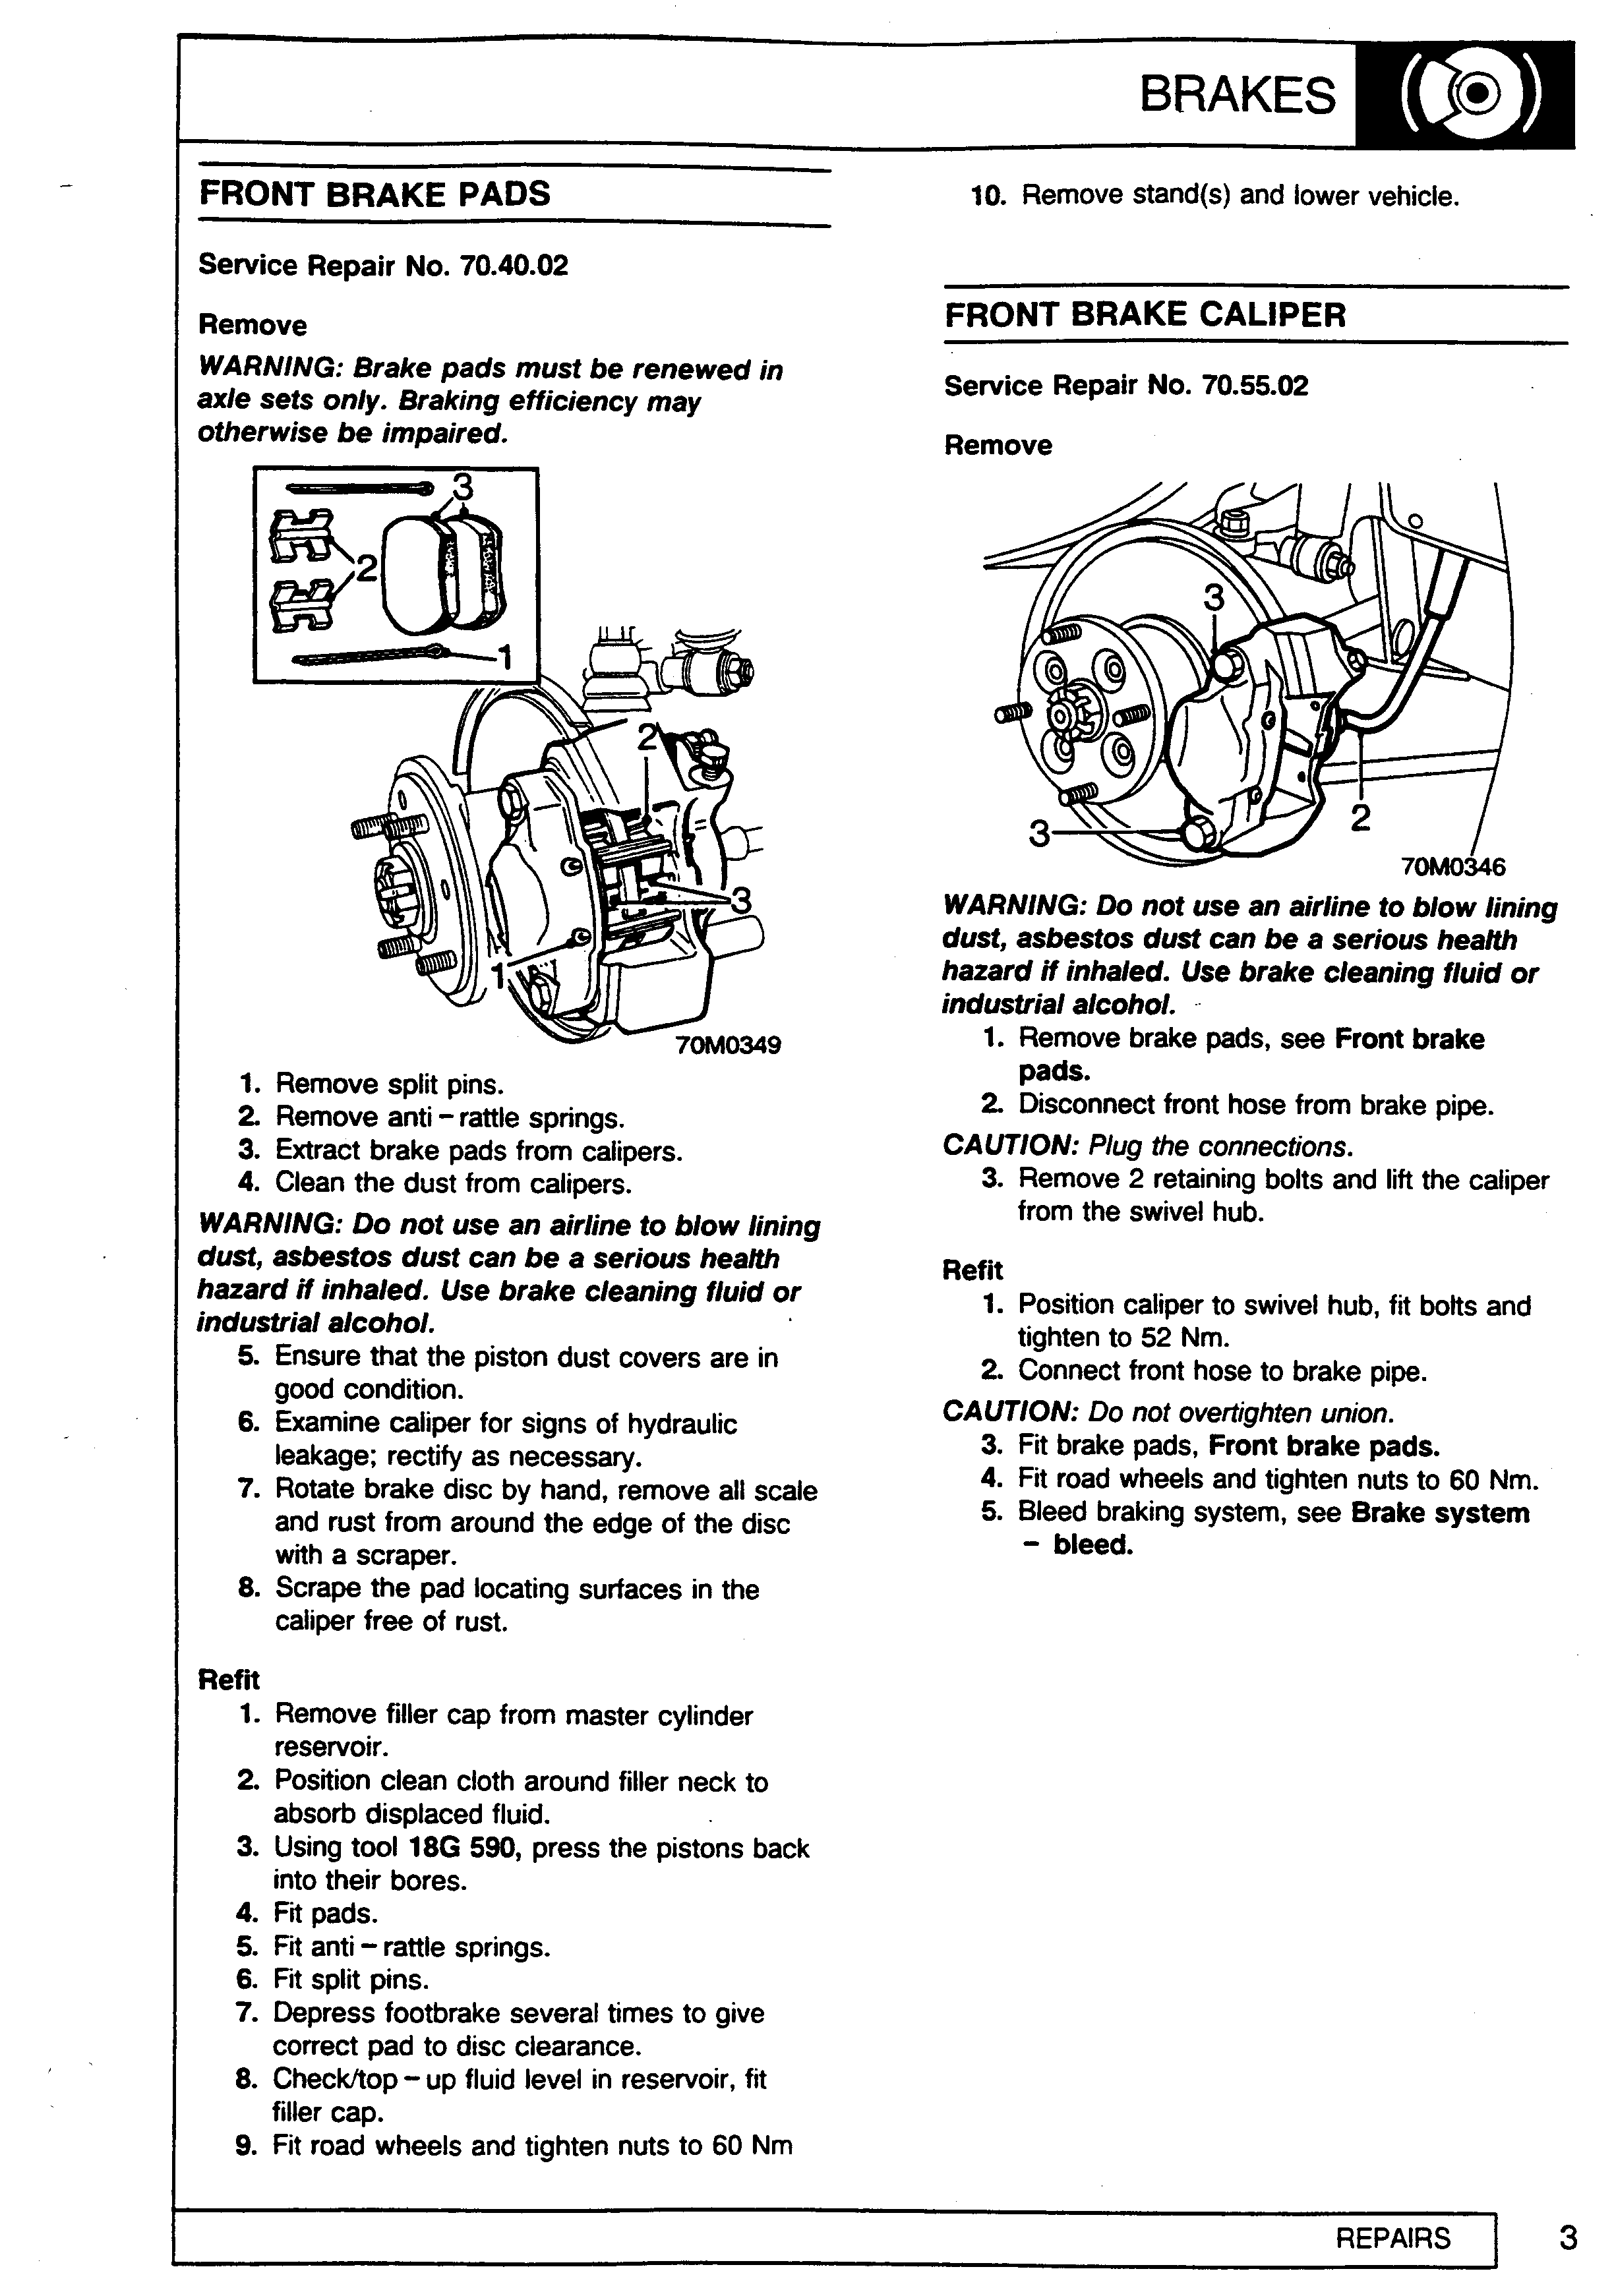 BRAKES
FRONT BRAKE PADS
Service Repair No. 70.40.02
Remove
WARNING: Brake pads must be renewed in
axle sets only. Braking efficiency may
otherwise be impaired.
3
2
1
2
3
1
70M0349
1. Remove split pins.
2. Remove anti – rattle springs.
3. Extract brake pads from calipers.
4. Clean the dust from calipers.
WARNING: Do not use an airline to blow lining
dust, asbestos dust can be a serious health
hazard if inhaled. Use brake cleaning fluid or
industrial alcohol.
5. Ensure that the piston dust covers are in
good condition.
6. Examine caliper for signs of hydraulic
leakage; rectify as necessary.
7. Rotate brake disc by hand, remove all scale
and rust from around the edge of the disc
with a scraper.
8. Scrape the pad locating surfaces in the
caliper free of rust.
Refit
1. Remove filler cap from master cylinder
reservoir.
2. Position clean cloth around filler neck to
absorb displaced fluid.
3. Using tool 18G 590, press the pistons back
into their bores.
4. Fit pads.
5. Fit anti – rattle springs.
6. Fit split pins.
7. Depress footbrake several times to give
correct pad to disc clearance.
8. Check/top – up fluid level in reservoir, fit
filler cap.
9. Fit road wheels and tighten nuts to 60 Nm
10. Remove stand(s) and lower vehicle.
FRONT BRAKE CALIPER
Service Repair No. 70.55.02
Remove
3
3
2
70M0346
WARNING: Do not use an airline to blow lining
dust, asbestos dust can be a serious health
hazard if inhaled. Use brake cleaning fluid or
industrial alcohol.
1. Remove brake pads, see Front brake
pads.
2. Disconnect front hose from brake pipe.
CAUTION: Plug the connections.
3. Remove 2 retaining bolts and lift the caliper
from the swivel hub.
Refit
1. Position caliper to swivel hub, fit bolts and
tighten to 52 Nm.
2. Connect front hose to brake pipe.
CAUTION: Do not overtighten union.
3. Fit brake pads, Front brake pads.
4. Fit road wheels and tighten nuts to 60 Nm.
5. Bleed braking system, see Brake system
– bleed.
REPAIRS
3